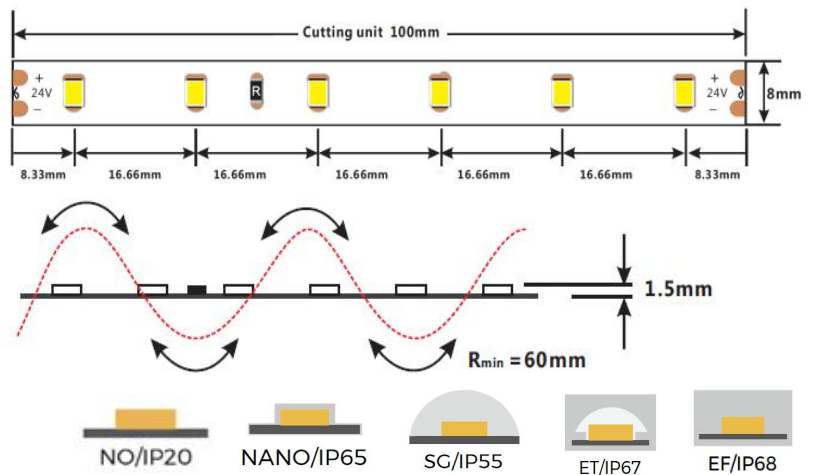 Cutting unit 100mm
+ 24V −
R
+ 24V −
8mm
8.33mm 16.66mm 16.66mm 16.66mm 16.66mm 16.66mm 8.33mm
1.5mm
Rmin =60mm
NO/IP20 NANO/IP65 SG/IP55 ET/IP67 EF/IP68